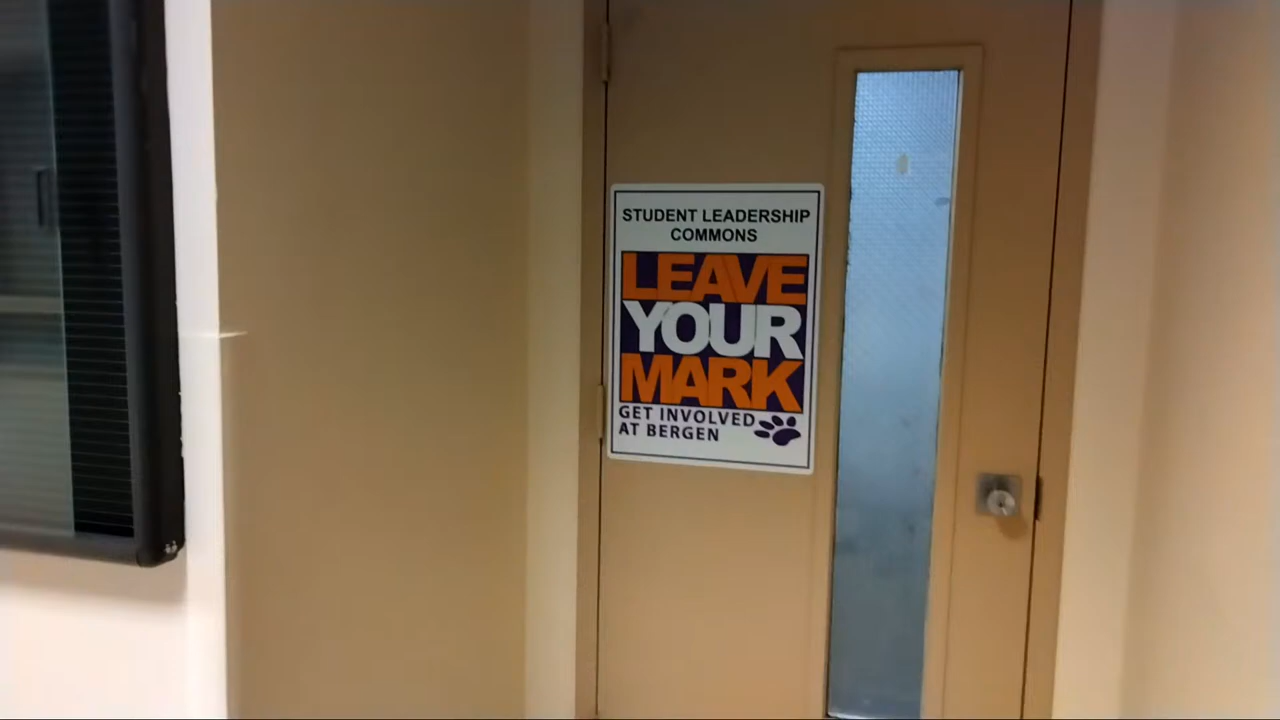 STUDENT LEADERSHIP
COMMONS
LEAVE
YOUR
MARK
GET INVOLVED
AT BERGEN